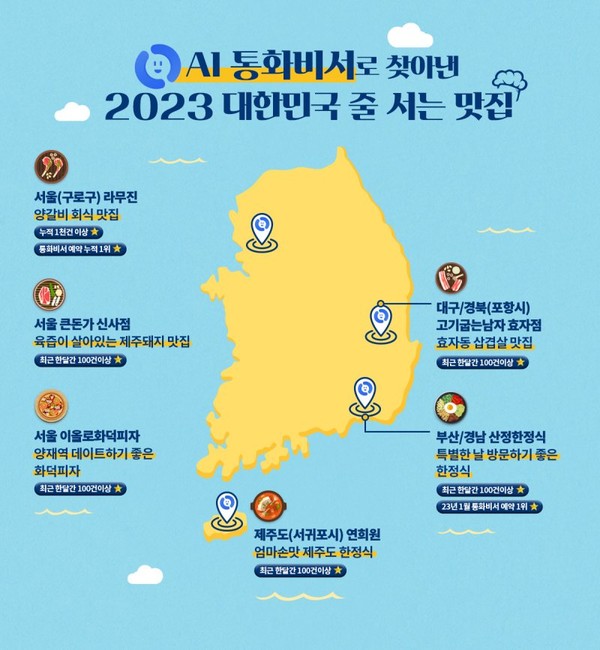 AI 통화비서로 찾아낸
2023 대한민국 줄 서는 맛집
서울(구로구) 라무진
양갈비 회식 맛집
누적 1천건 이상
통화비서 예약 누적 1위
서울 큰돈가 신사점
육즙이 살아있는 제주돼지 맛집
최근 한달간 100건이상
서울 이올로화덕피자
양재역 데이트하기 좋은
화덕피자
최근 한달간 100건이상
대구/경북(포항시)
고기굽는남자 효자점
효자동 삼겹살 맛집
최근 한달간 100건이상
부산/경남 산정한정식
특별한 날 방문하기 좋은
한정식
최근 한달간 100건이상
23년 1월 통화비서 예약 1위
제주도(서귀포시) 연희원
엄마손맛 제주도 한정식
최근 한달간 100건이상